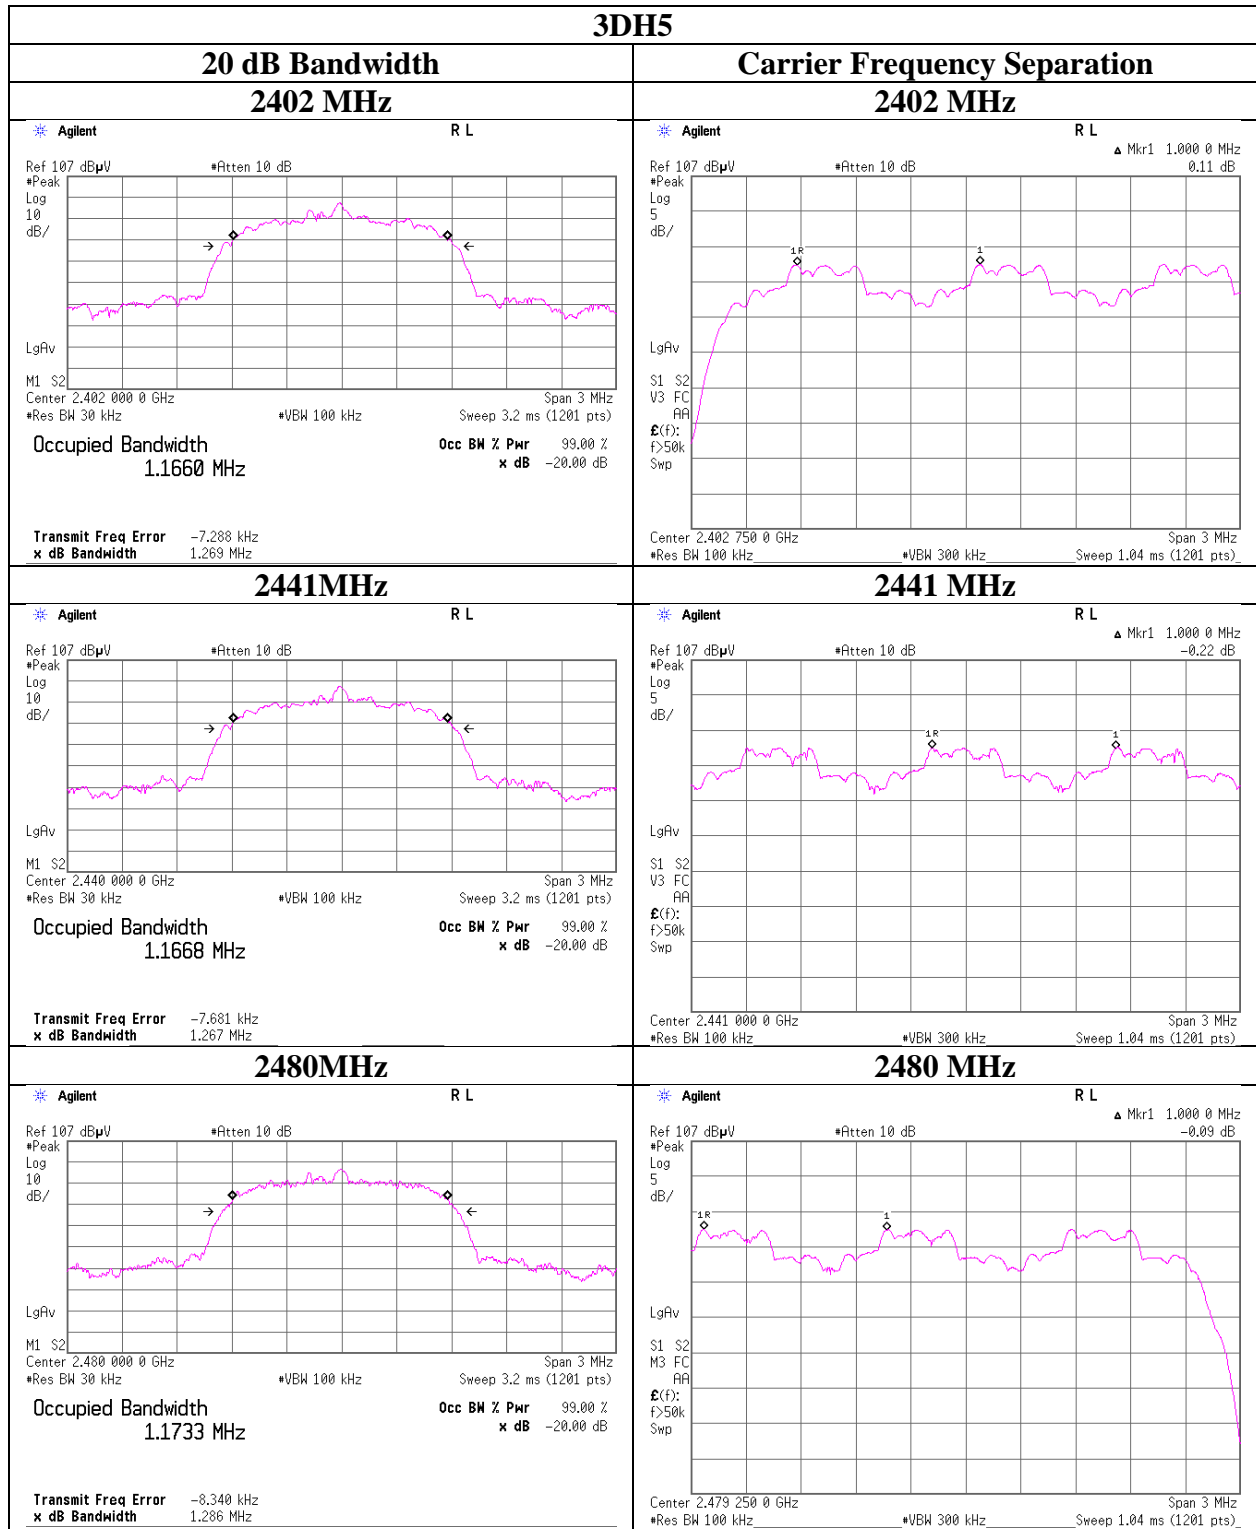 3DH5
20 dB Bandwidth
Carrier Frequency Separation
2402 MHz
2402 MHz
Agilent
R L
Ref 107 dBµV
#Atten 10 dB
#Peak
Log
10
dB/
LgAv
M1 S2
Center 2.402 000 0 GHz
Span 3 MHz
#Res BW 30 kHz
#VBW 100 kHz
Sweep 3.2 ms (1201 pts)
Occupied Bandwidth
1.1660 MHz
Occ BW % Pwr 99.00 %
x dB -20.00 dB
Transmit Freq Error -7.288 kHz
x dB Bandwidth 1.269 MHz
Agilent
R L
Δ Mkr1 1.000 0 MHz
Ref 107 dBµV
#Atten 10 dB
0.11 dB
#Peak
Log
5
dB/
1R
1
LgAv
S1 S2
V3 FC
AA
£(f):
f>50k
Swp
Center 2.402 750 0 GHz
Span 3 MHz
#Res BW 100 kHz
#VBW 300 kHz
Sweep 1.04 ms (1201 pts)
2441MHz
2441 MHz
Agilent
R L
Ref 107 dBµV
#Atten 10 dB
#Peak
Log
10
dB/
LgAv
M1 S2
Center 2.440 000 0 GHz
Span 3 MHz
#Res BW 30 kHz
#VBW 100 kHz
Sweep 3.2 ms (1201 pts)
Occupied Bandwidth
1.1668 MHz
Occ BW % Pwr 99.00 %
x dB -20.00 dB
Transmit Freq Error -7.681 kHz
x dB Bandwidth 1.267 MHz
Agilent
R L
Δ Mkr1 1.000 0 MHz
Ref 107 dBµV
#Atten 10 dB
-0.22 dB
#Peak
Log
5
dB/
1R
1
LgAv
S1 S2
V3 FC
AA
£(f):
f>50k
Swp
Center 2.441 000 0 GHz
Span 3 MHz
#Res BW 100 kHz
#VBW 300 kHz
Sweep 1.04 ms (1201 pts)
2480MHz
2480 MHz
Agilent
R L
Ref 107 dBµV
#Atten 10 dB
#Peak
Log
10
dB/
LgAv
M1 S2
Center 2.480 000 0 GHz
Span 3 MHz
#Res BW 30 kHz
#VBW 100 kHz
Sweep 3.2 ms (1201 pts)
Occupied Bandwidth
1.1733 MHz
Occ BW % Pwr 99.00 %
x dB -20.00 dB
Transmit Freq Error -8.340 kHz
x dB Bandwidth 1.286 MHz
Agilent
R L
Δ Mkr1 1.000 0 MHz
Ref 107 dBµV
#Atten 10 dB
-0.09 dB
#Peak
Log
5
dB/
1R
1
LgAv
S1 S2
M3 FC
AA
£(f):
f>50k
Swp
Center 2.479 250 0 GHz
Span 3 MHz
#Res BW 100 kHz
#VBW 300 kHz
Sweep 1.04 ms (1201 pts)